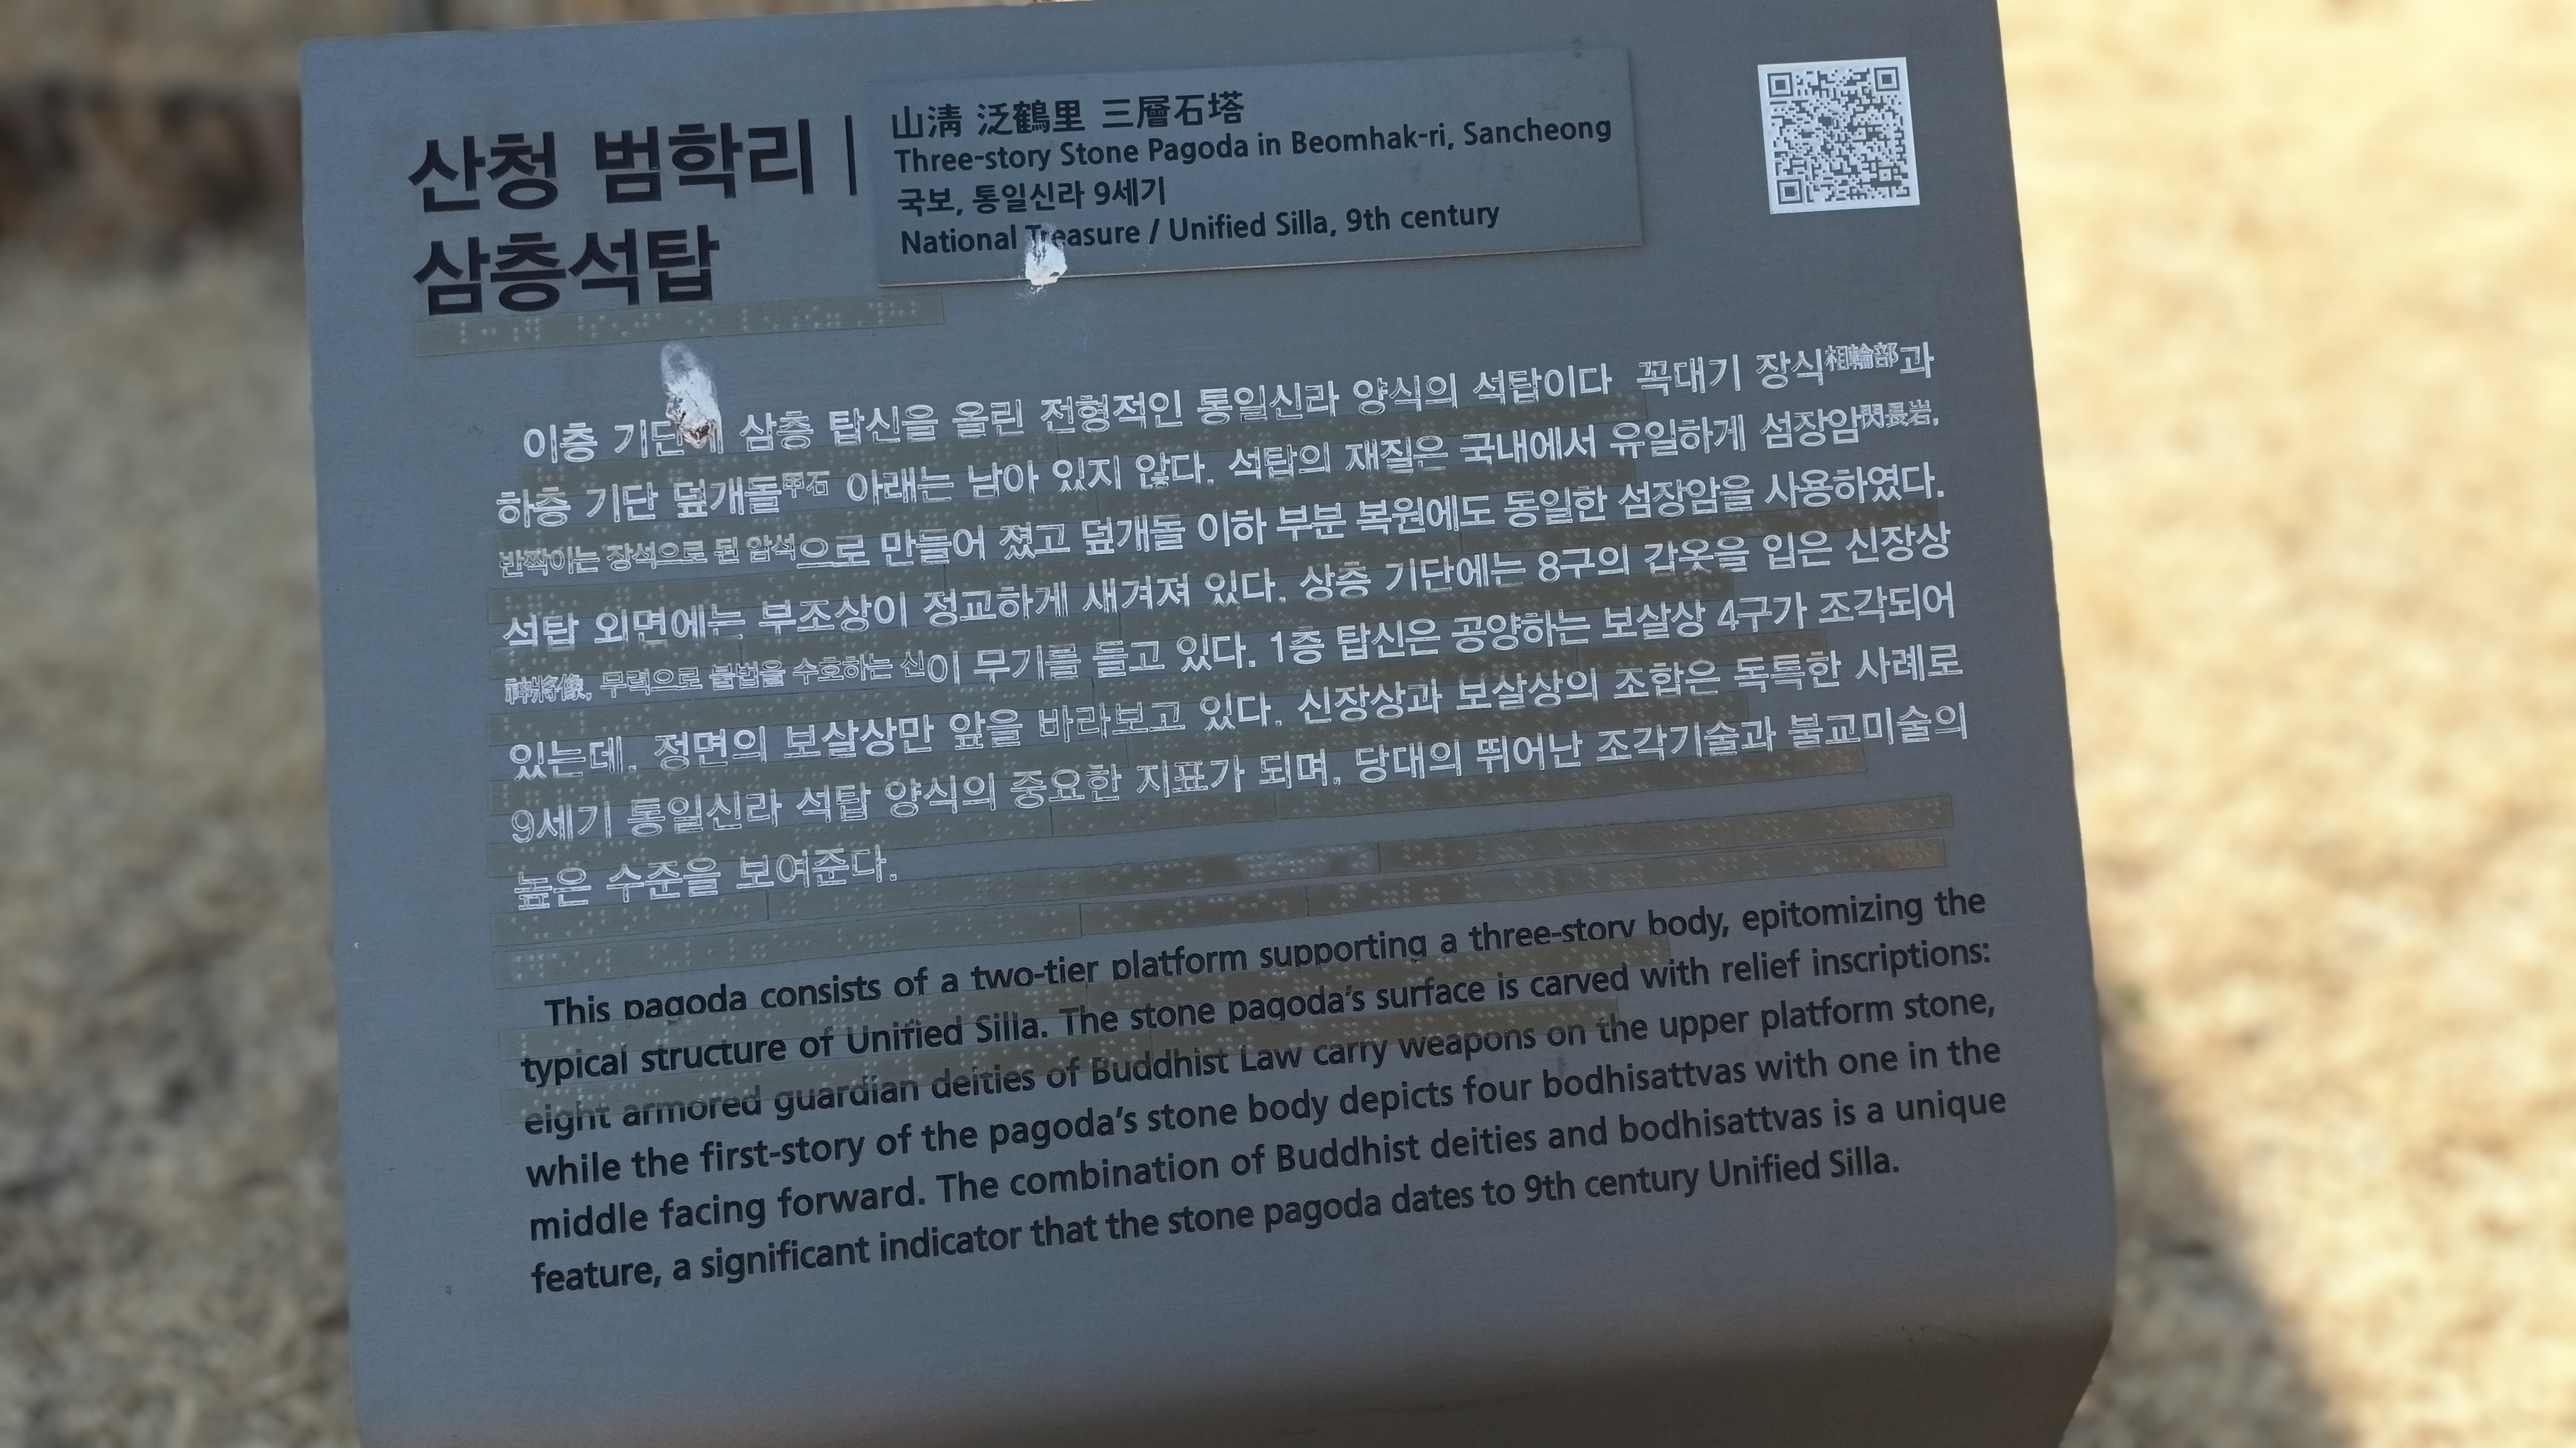 산청 범학리
삼층석탑
山淸 泛鶴里 三層石塔
Three-story Stone Pagoda in Beomhak-ri, Sancheong
국보, 통일신라 9세기
National Treasure / Unified Silla, 9th century
이층 기단에 삼층 탑신을 올린 전형적인 통일신라 양식의 석탑이다. 꼭대기 장식相輪部과
하층 기단 덮개돌甲石 아래는 남아 있지 않다. 석탑의 재질은 국내에서 유일하게 섬장암閃長岩,
반짝이는 장석으로 된 암석으로 만들어 졌고 덮개돌 이하 부분 복원에도 동일한 섬장암을 사용하였다.
석탑 외면에는 부조상이 정교하게 새겨져 있다. 상층 기단에는 8구의 갑옷을 입은 신장상
神將像, 무력으로 불법을 수호하는 신이 무기를 들고 있다. 1층 탑신은 공양하는 보살상 4구가 조각되어
있는데, 정면의 보살상만 앞을 바라보고 있다. 신장상과 보살상의 조합은 독특한 사례로
9세기 통일신라 석탑 양식의 중요한 지표가 되며, 당대의 뛰어난 조각기술과 불교미술의
높은 수준을 보여준다.
This pagoda consists of a two-tier platform supporting a three-story body, epitomizing the
typical structure of Unified Silla. The stone pagoda's surface is carved with relief inscriptions:
eight armored guardian deities of Buddhist Law carry weapons on the upper platform stone,
while the first-story of the pagoda's stone body depicts four bodhisattvas with one in the
middle facing forward. The combination of Buddhist deities and bodhisattvas is a unique
feature, a significant indicator that the stone pagoda dates to 9th century Unified Silla.